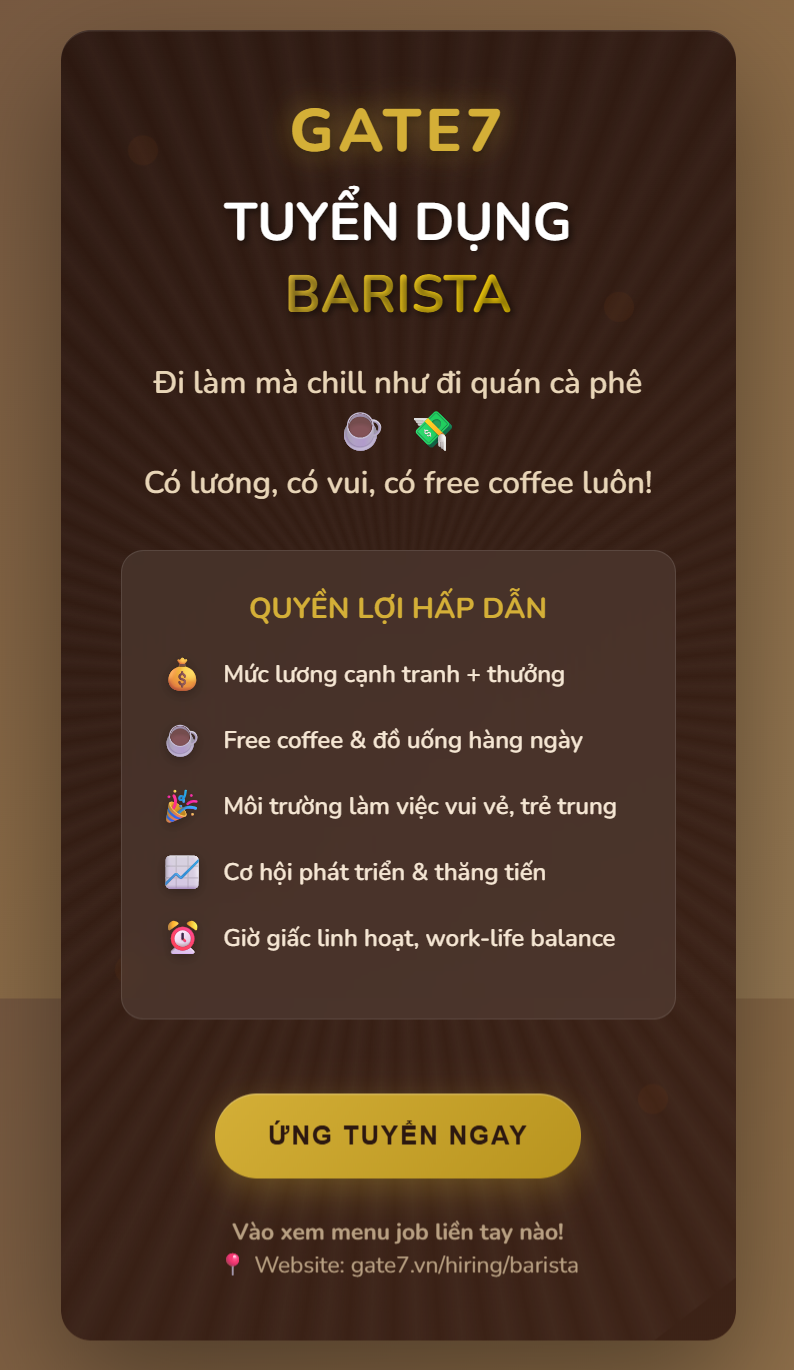 GATE7
TUYỂN DỤNG
BARISTA
Đi làm mà chill như đi quán cà phê
Có lương, có vui, có free coffee luôn!
QUYỀN LỢI HẤP DẪN
Mức lương cạnh tranh + thưởng
Free coffee & đồ uống hàng ngày
Môi trường làm việc vui vẻ, trẻ trung
Cơ hội phát triển & thăng tiến
Giờ giấc linh hoạt, work-life balance
ỨNG TUYỂN NGAY
Vào xem menu job liền tay nào!
Website: gate7.vn/hiring/barista